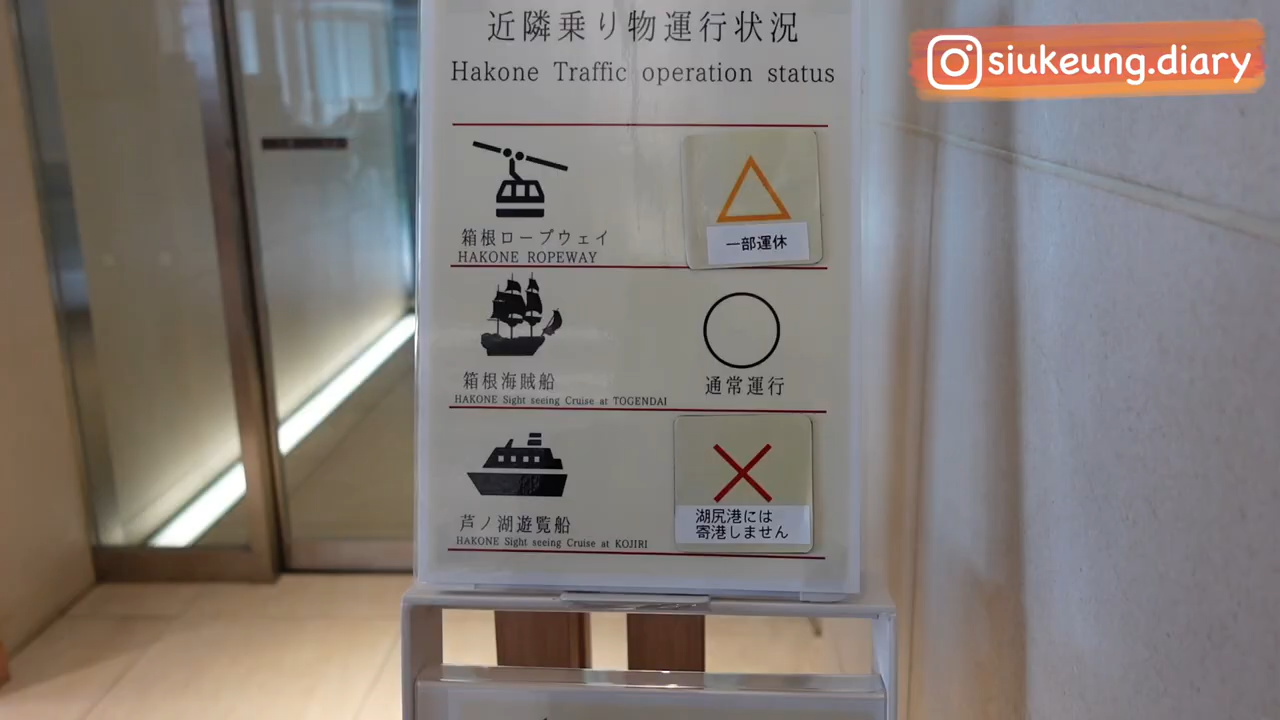 siukeung.diary
近隣乗り物運行状況
Hakone Traffic operation status
箱根ロープウェイ
HAKONE ROPEWAY
一部運休
箱根海賊船
HAKONE Sight seeing Cruise at TOGENDAI
通常運行
芦ノ湖遊覧船
HAKONE Sight seeing Cruise at KOJIRI
湖尻港には
寄港しません